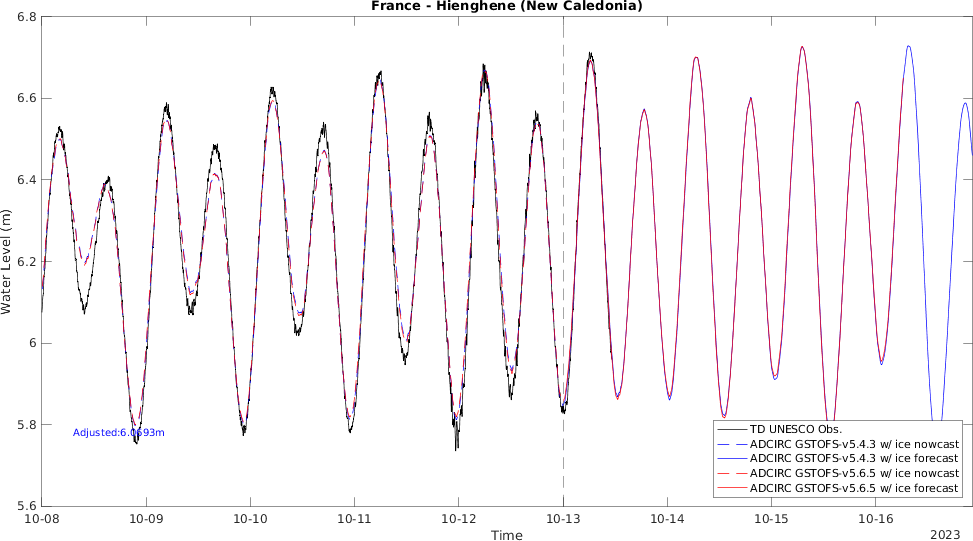 France - Hienghene (New Caledonia)
6.8
6.6
6.4
6.2
6
5.8
5.6
Water Level (m)
Adjusted:6.0693m
TD UNESCO Obs.
ADCIRC GSTOFS-v5.4.3 w/ ice nowcast
ADCIRC GSTOFS-v5.4.3 w/ ice forecast
ADCIRC GSTOFS-v5.6.5 w/ ice nowcast
ADCIRC GSTOFS-v5.6.5 w/ ice forecast
10-08 10-09 10-10 10-11 10-12 10-13 10-14 10-15 10-16
Time
2023